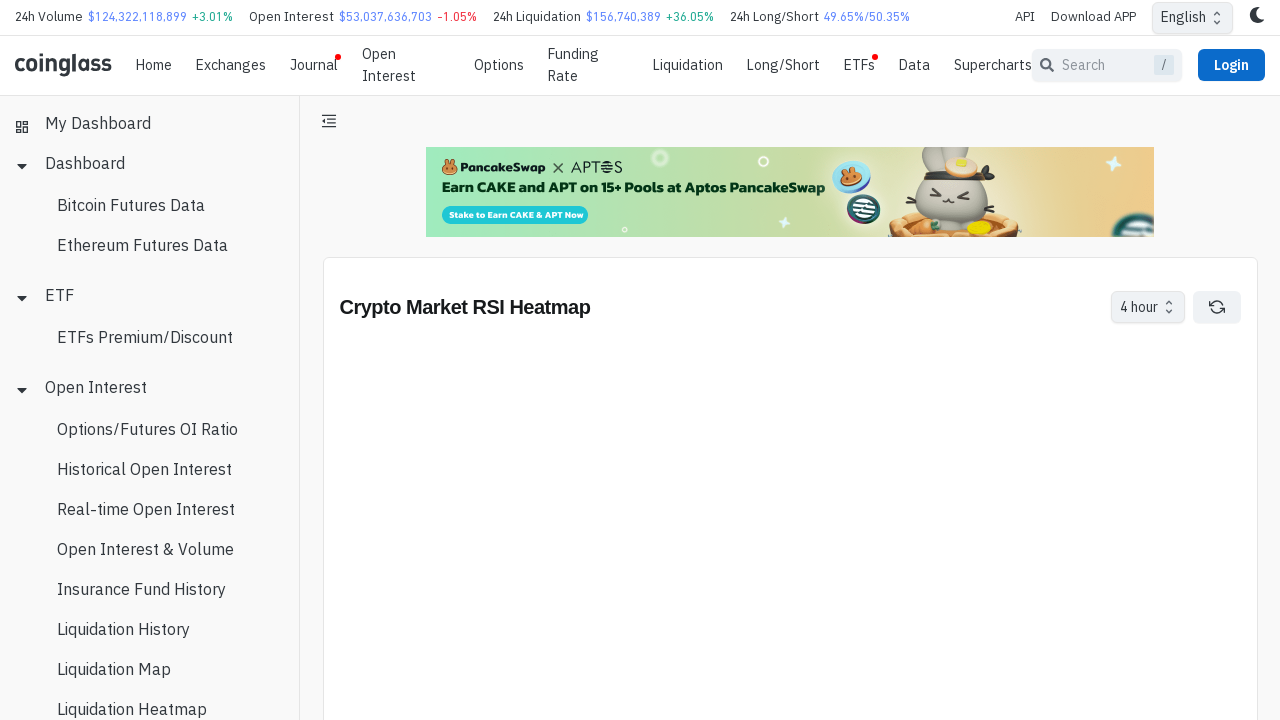 24h Volume $124,322,118,899 +3.01% Open Interest $53,037,636,703 -1.05% 24h Liquidation $156,740,389 +36.05% 24h Long/Short 49.65%/50.35% API Download APP English
coinglass Home Exchanges Journal Open Interest Options Funding Rate Liquidation Long/Short ETFs Data Supercharts Search / Login
My Dashboard
Dashboard
Bitcoin Futures Data
Ethereum Futures Data
ETF
ETFs Premium/Discount
Open Interest
Options/Futures OI Ratio
Historical Open Interest
Real-time Open Interest
Open Interest & Volume
Insurance Fund History
Liquidation History
Liquidation Map
Liquidation Heatmap
PancakeSwap × APTOS
Earn CAKE and APT on 15+ Pools at Aptos PancakeSwap
Stake to Earn CAKE & APT Now
Crypto Market RSI Heatmap 4 hour